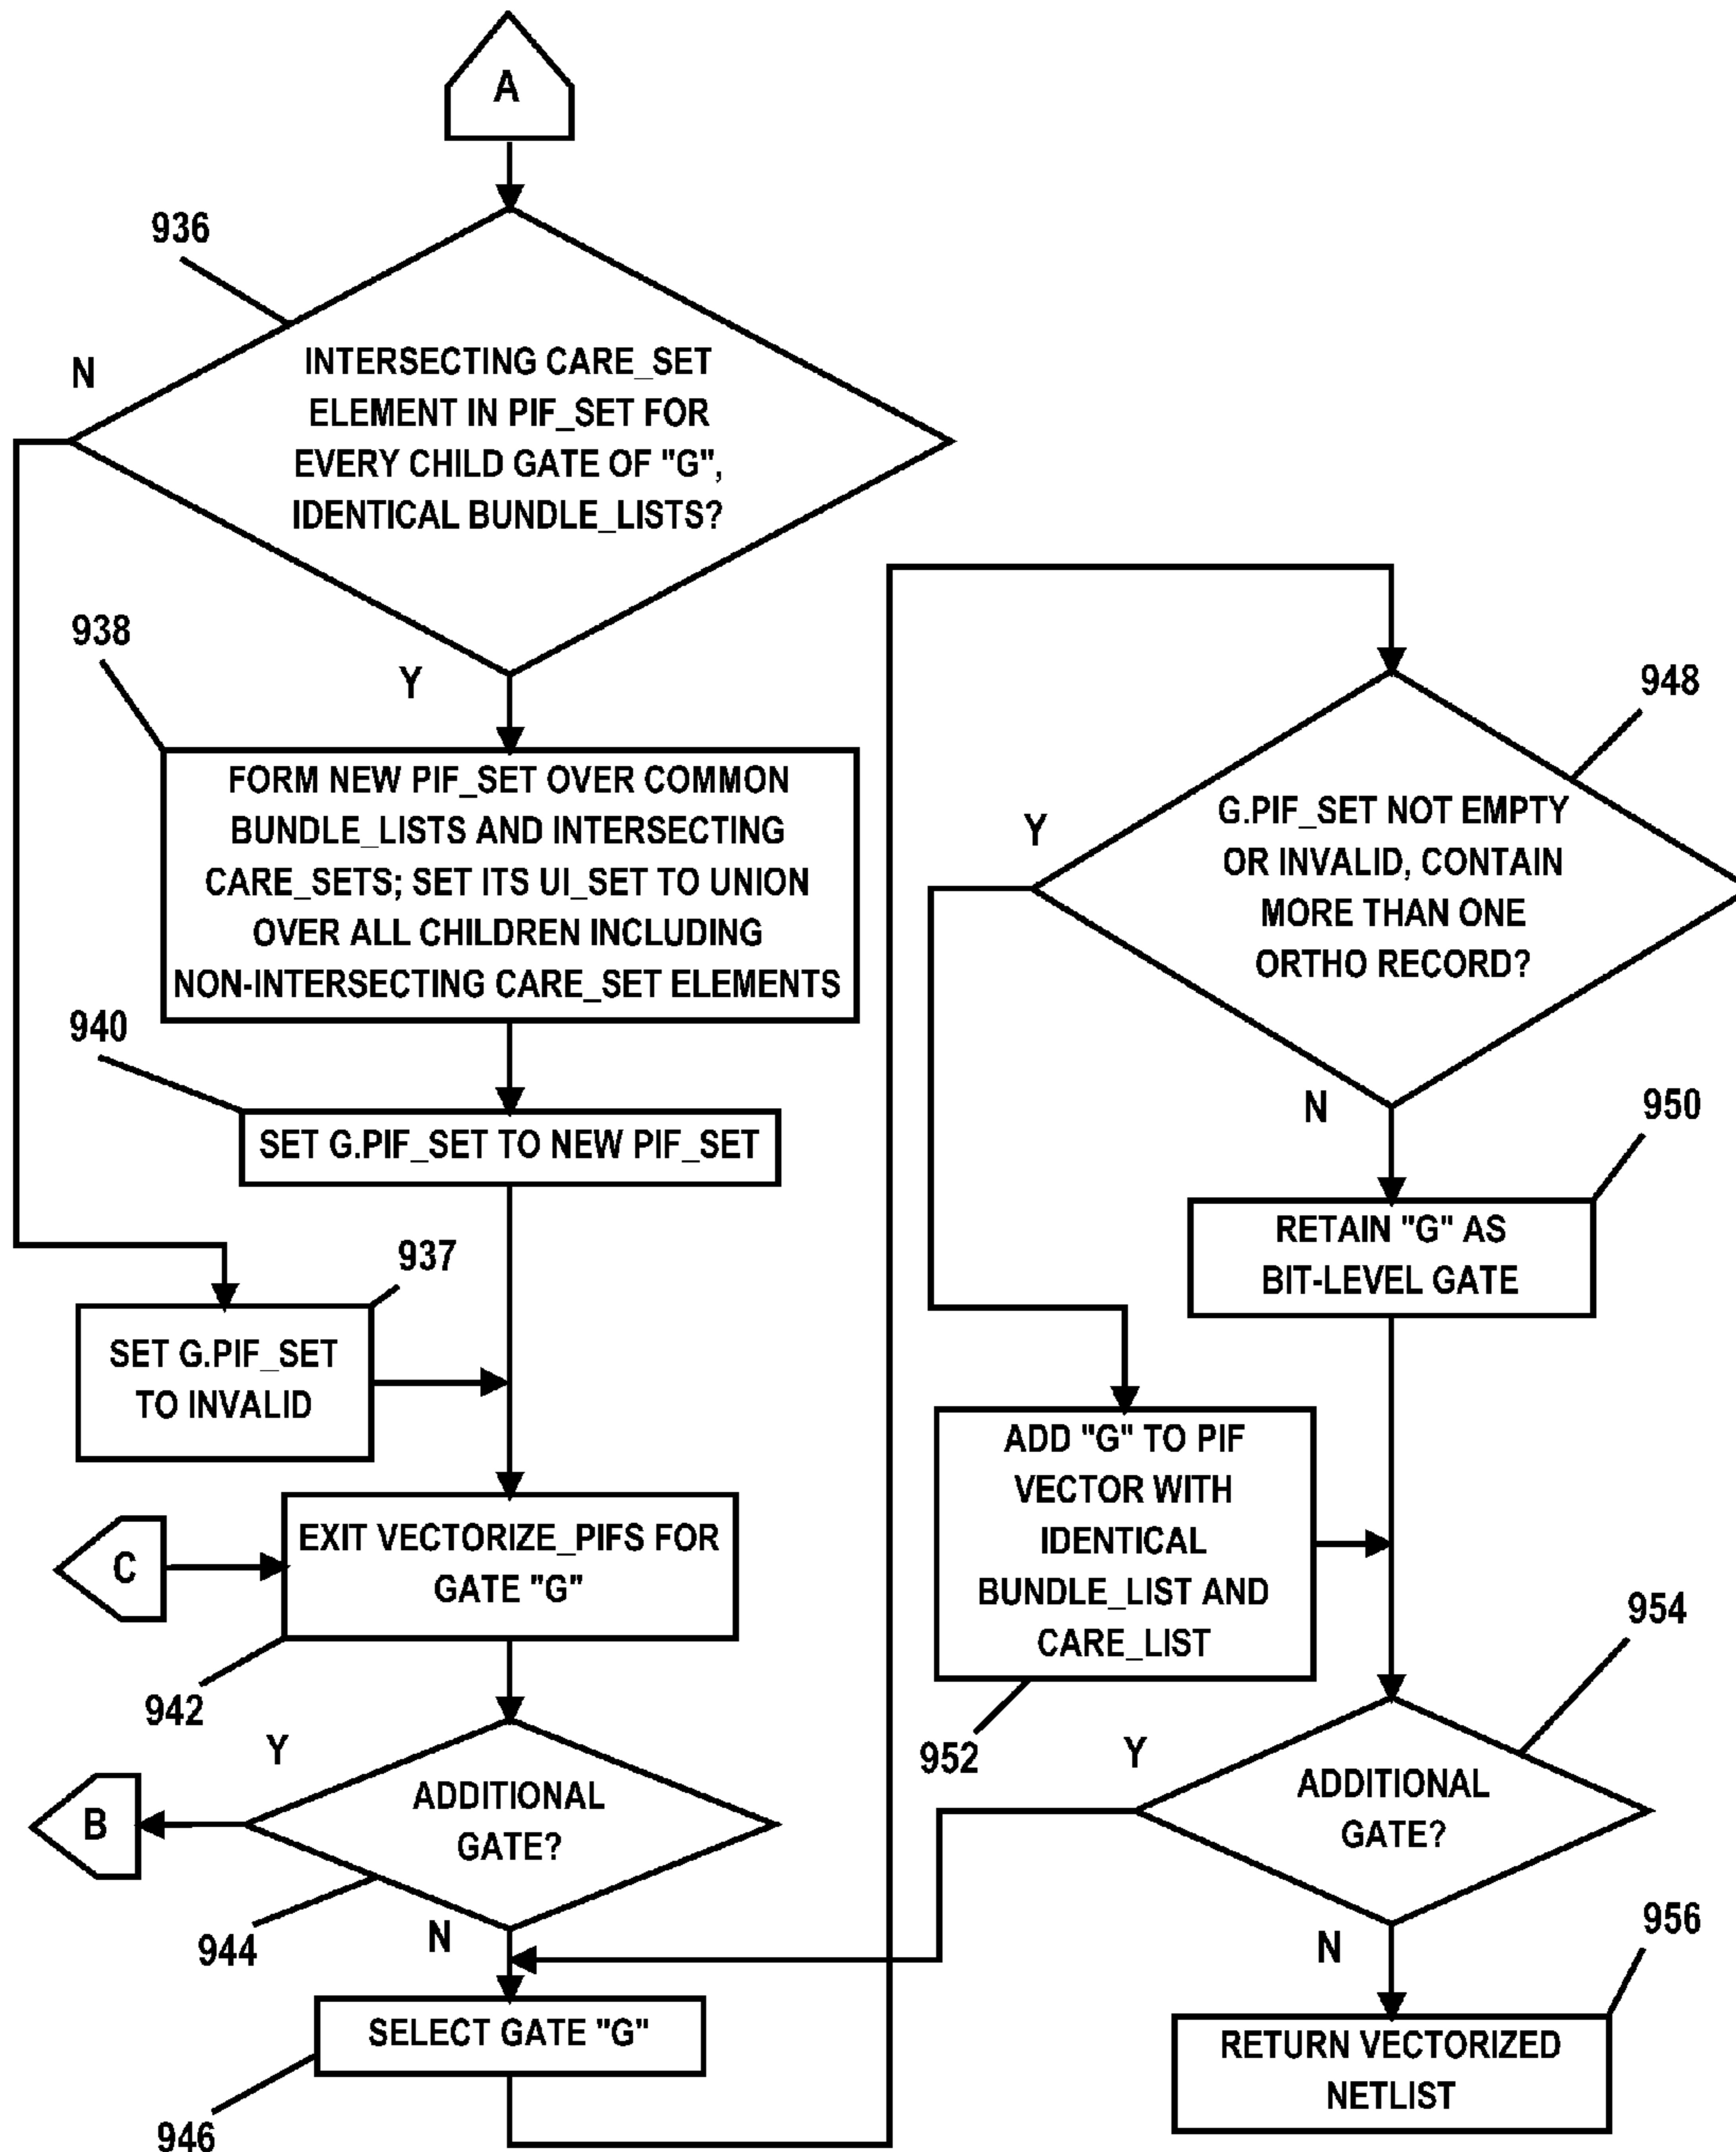 A
936
N
INTERSECTING CARE_SET
ELEMENT IN PIF_SET FOR
EVERY CHILD GATE OF "G",
IDENTICAL BUNDLE_LISTS?
Y
938
FORM NEW PIF_SET OVER COMMON
BUNDLE_LISTS AND INTERSECTING
CARE_SETS; SET ITS UI_SET TO UNION
OVER ALL CHILDREN INCLUDING
NON-INTERSECTING CARE_SET ELEMENTS
940
SET G.PIF_SET TO NEW PIF_SET
937
SET G.PIF_SET
TO INVALID
C
EXIT VECTORIZE_PIFS FOR
GATE "G"
942
Y
B
ADDITIONAL
GATE?
944
N
SELECT GATE "G"
946
948
Y
G.PIF_SET NOT EMPTY
OR INVALID, CONTAIN
MORE THAN ONE
ORTHO RECORD?
N
950
RETAIN "G" AS
BIT-LEVEL GATE
ADD "G" TO PIF
VECTOR WITH
IDENTICAL
BUNDLE_LIST AND
CARE_LIST
952
954
Y
ADDITIONAL
GATE?
N
956
RETURN VECTORIZED
NETLIST